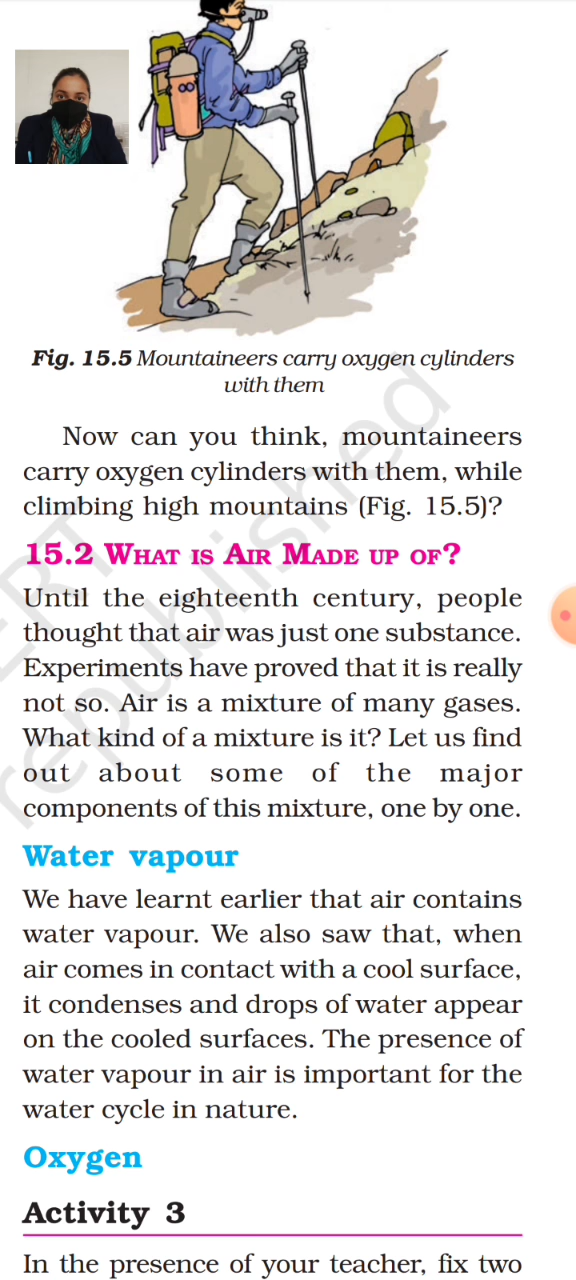 Fig. 15.5 Mountaineers carry oxygen cylinders
with them
Now can you think, mountaineers
carry oxygen cylinders with them, while
climbing high mountains (Fig. 15.5)?
15.2 WHAT IS AIR MADE UP OF?
Until the eighteenth century, people
thought that air was just one substance.
Experiments have proved that it is really
not so. Air is a mixture of many gases.
What kind of a mixture is it? Let us find
out about some of the major
components of this mixture, one by one.
Water vapour
We have learnt earlier that air contains
water vapour. We also saw that, when
air comes in contact with a cool surface,
it condenses and drops of water appear
on the cooled surfaces. The presence of
water vapour in air is important for the
water cycle in nature.
Oxygen
Activity 3
In the presence of your teacher, fix two
republished